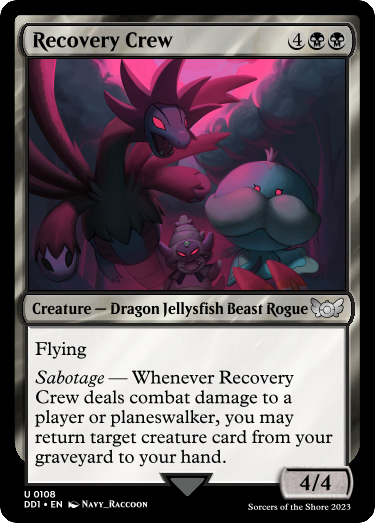 Recovery Crew 4
Creature — Dragon Jellysfish Beast Rogue
Flying
Sabotage — Whenever Recovery
Crew deals combat damage to a
player or planeswalker, you may
return target creature card from your
graveyard to your hand.
4/4
U 0108
DD1 • EN Navy_Raccoon
Sorcers of the Shore 2023